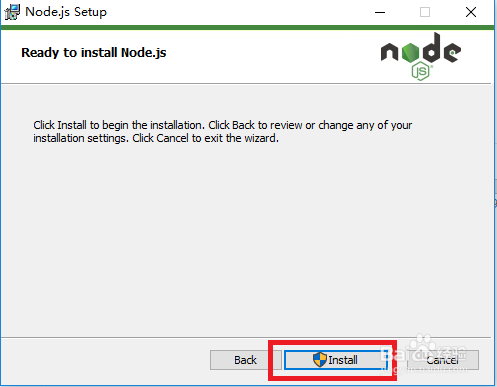 Node.js Setup
Ready to install Node.js
node
JS
Click Install to begin the installation. Click Back to review or change any of your
installation settings. Click Cancel to exit the wizard.
Back Install Cancel